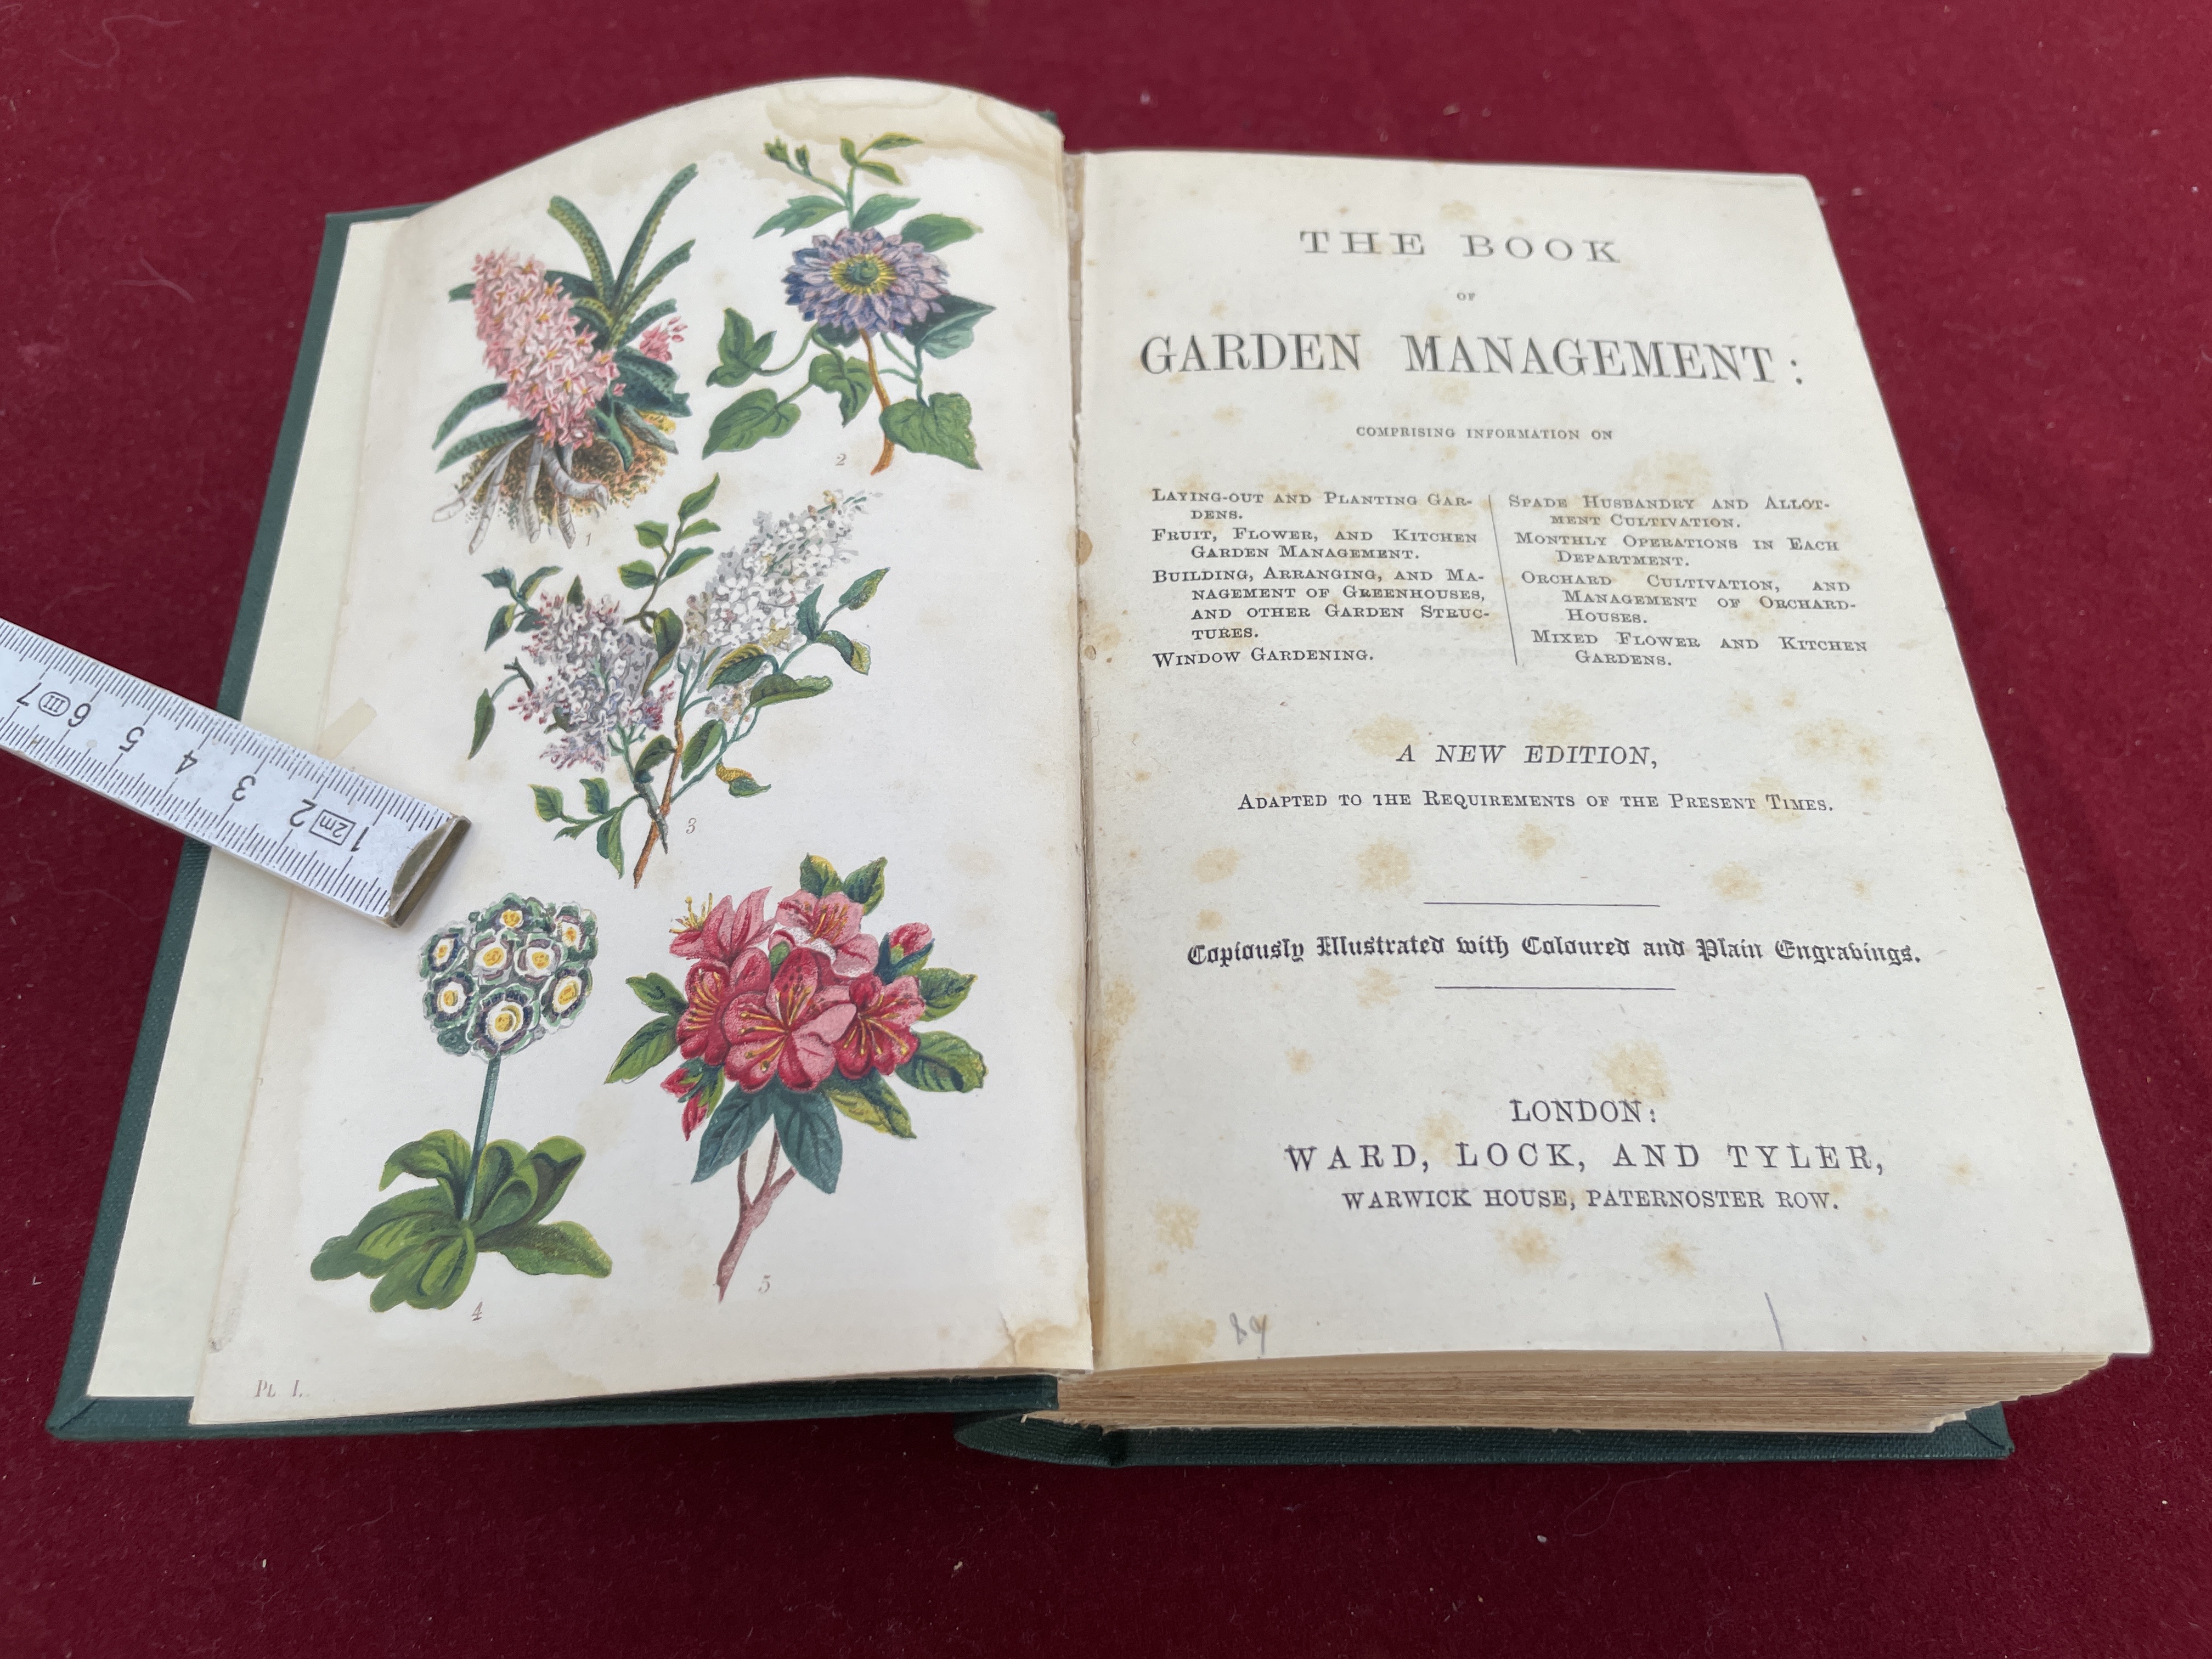 1
2
3
4
5
Pl. 1.
7 III 6 5 4 3 2 2m 1
THE BOOK
OF
GARDEN MANAGEMENT:
COMPRISING INFORMATION ON
LAYING-OUT AND PLANTING GAR-
DENS.
FRUIT, FLOWER, AND KITCHEN
GARDEN MANAGEMENT.
BUILDING, ARRANGING, AND MA-
NAGEMENT OF GREENHOUSES,
AND OTHER GARDEN STRUC-
TURES.
WINDOW GARDENING.
SPADE HUSBANDRY AND ALLOT-
MENT CULTIVATION.
MONTHLY OPERATIONS IN EACH
DEPARTMENT.
ORCHARD CULTIVATION, AND
MANAGEMENT OF ORCHARD-
HOUSES.
MIXED FLOWER AND KITCHEN
GARDENS.
A NEW EDITION,
ADAPTED TO THE REQUIREMENTS OF THE PRESENT TIMES.
Copiously Illustrated with Coloured and Plain Engravings.
LONDON:
WARD, LOCK, AND TYLER,
WARWICK HOUSE, PATERNOSTER ROW.